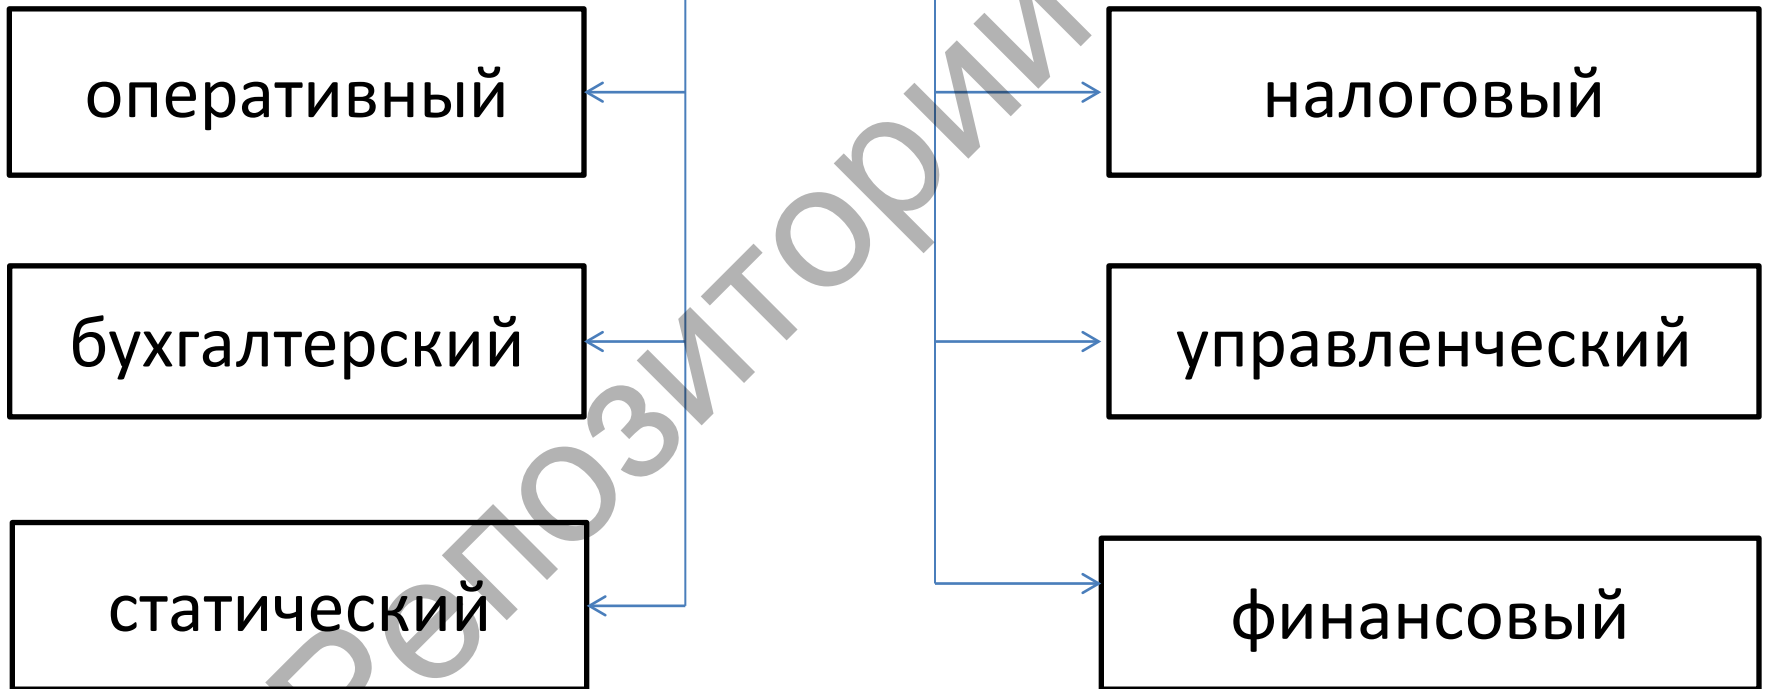 оперативный
налоговый
бухгалтерский
управленческий
статический
финансовый
Репозиторий